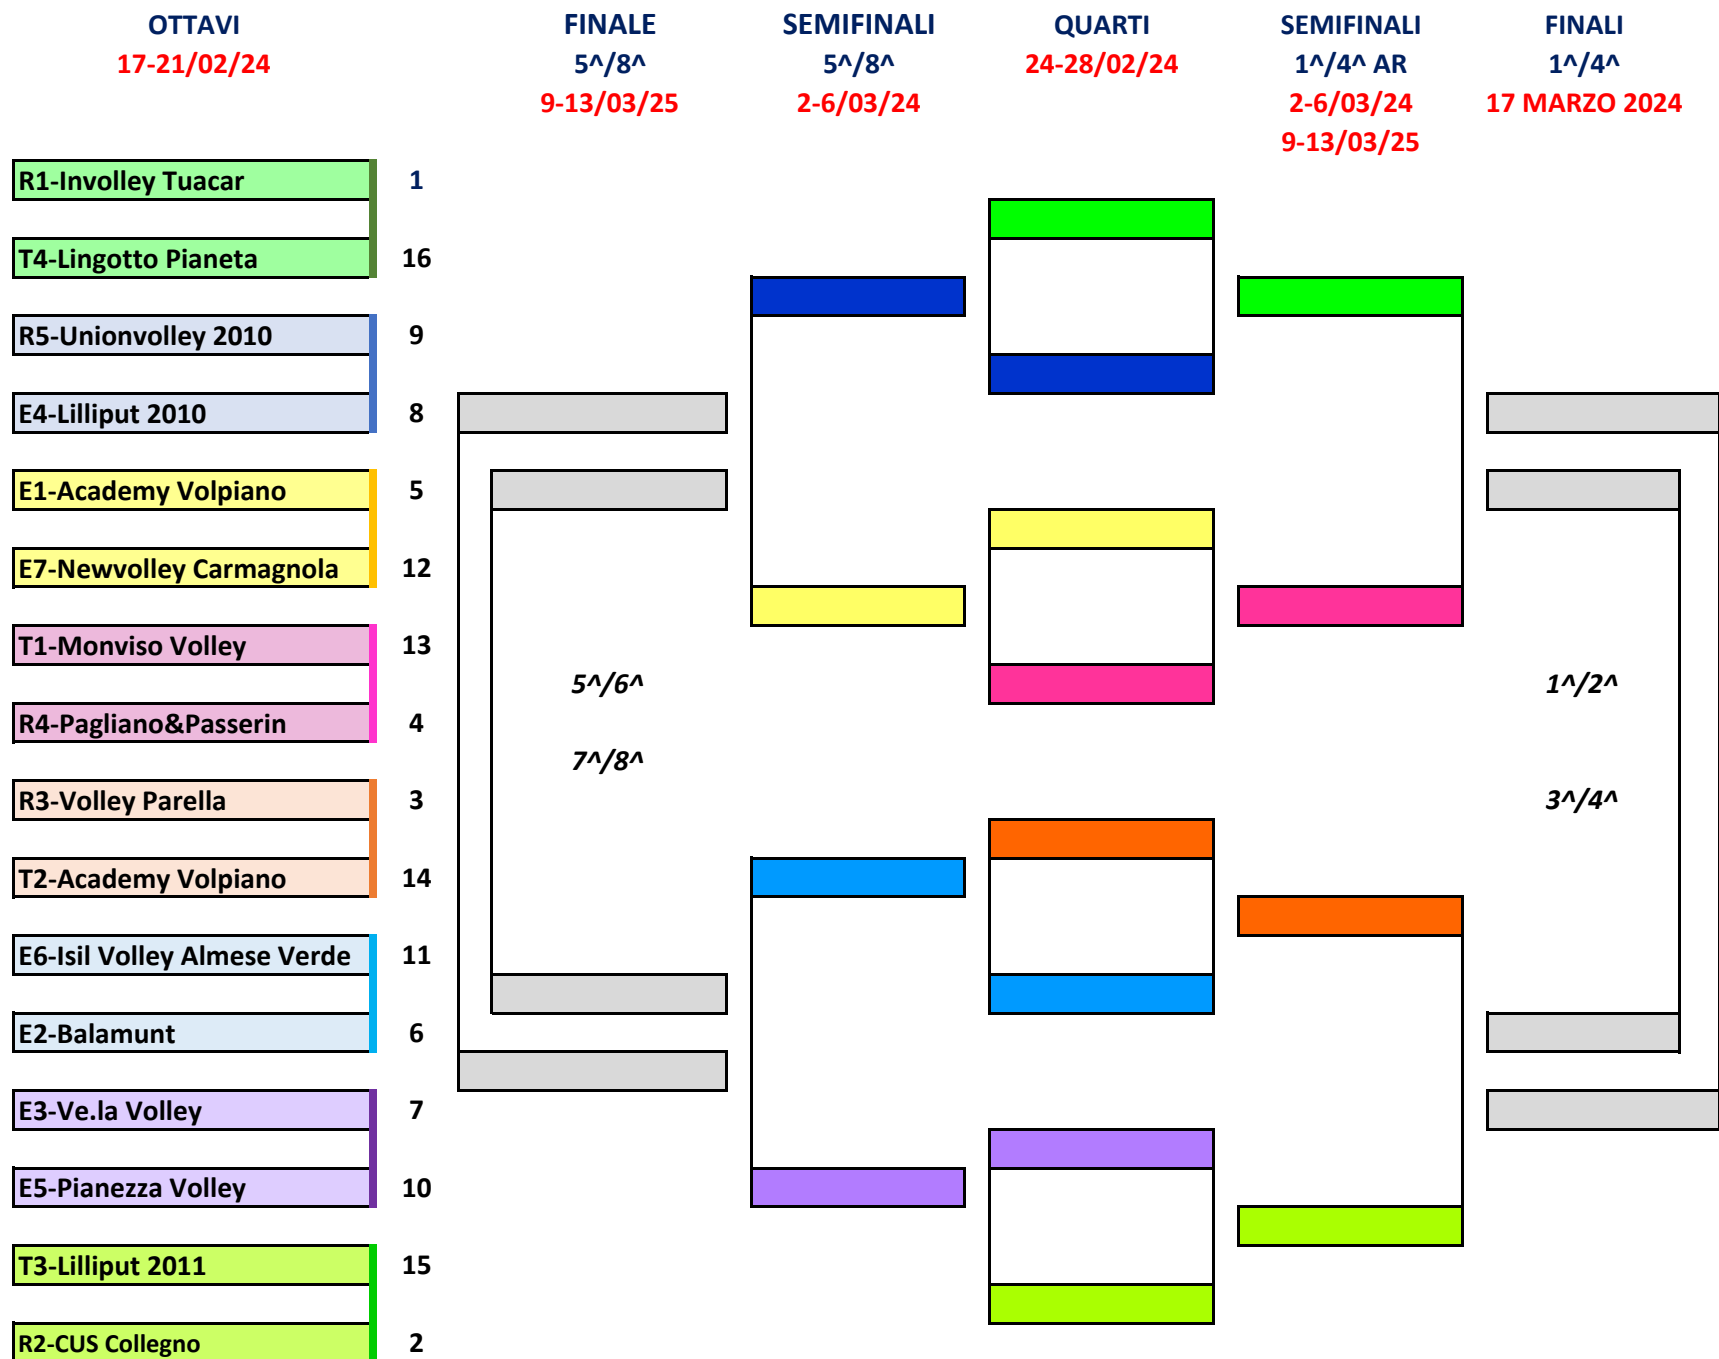 OTTAVI
17-21/02/24
FINALE
5^/8^
9-13/03/25
SEMIFINALI
5^/8^
2-6/03/24
QUARTI
24-28/02/24
SEMIFINALI
1^/4^ AR
2-6/03/24
9-13/03/25
FINALI
1^/4^
17 MARZO 2024
R1-Involley Tuacar 1
T4-Lingotto Pianeta 16
R5-Unionvolley 2010 9
E4-Lilliput 2010 8
E1-Academy Volpiano 5
E7-Newvolley Carmagnola 12
T1-Monviso Volley 13
R4-Pagliano&Passerin 4
R3-Volley Parella 3
T2-Academy Volpiano 14
E6-Isil Volley Almese Verde 11
E2-Balamunt 6
E3-Ve.la Volley 7
E5-Pianezza Volley 10
T3-Lilliput 2011 15
R2-CUS Collegno 2
5^/6^
7^/8^
1^/2^
3^/4^